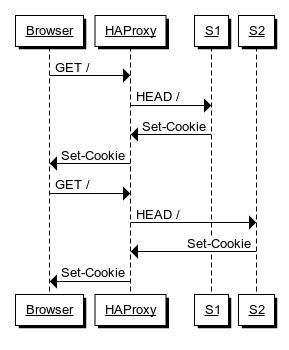 Browser HAProxy S1 S2
GET /
HEAD /
Set-Cookie
Set-Cookie
GET /
HEAD /
Set-Cookie
Set-Cookie
Browser HAProxy S1 S2